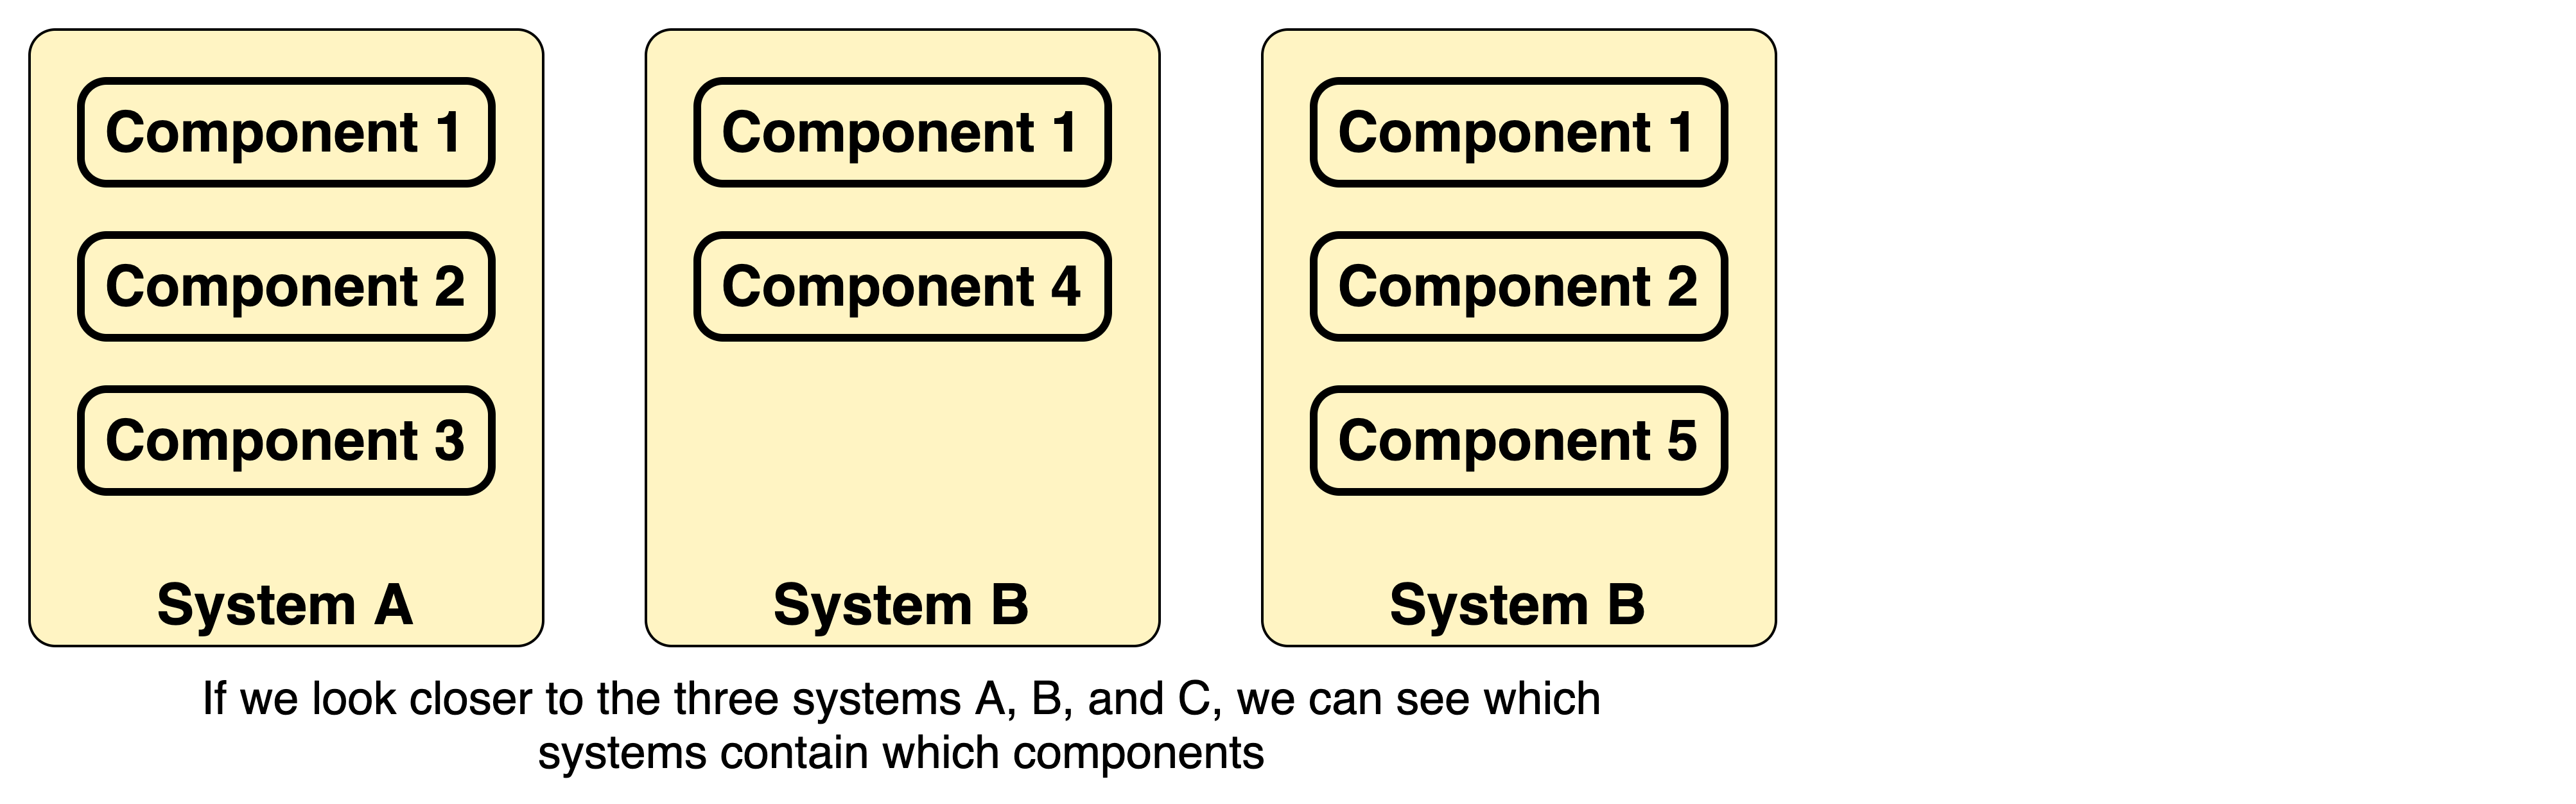 Component 1
Component 2
Component 3
System A
Component 1
Component 4
System B
Component 1
Component 2
Component 5
System B
If we look closer to the three systems A, B, and C, we can see which
systems contain which components